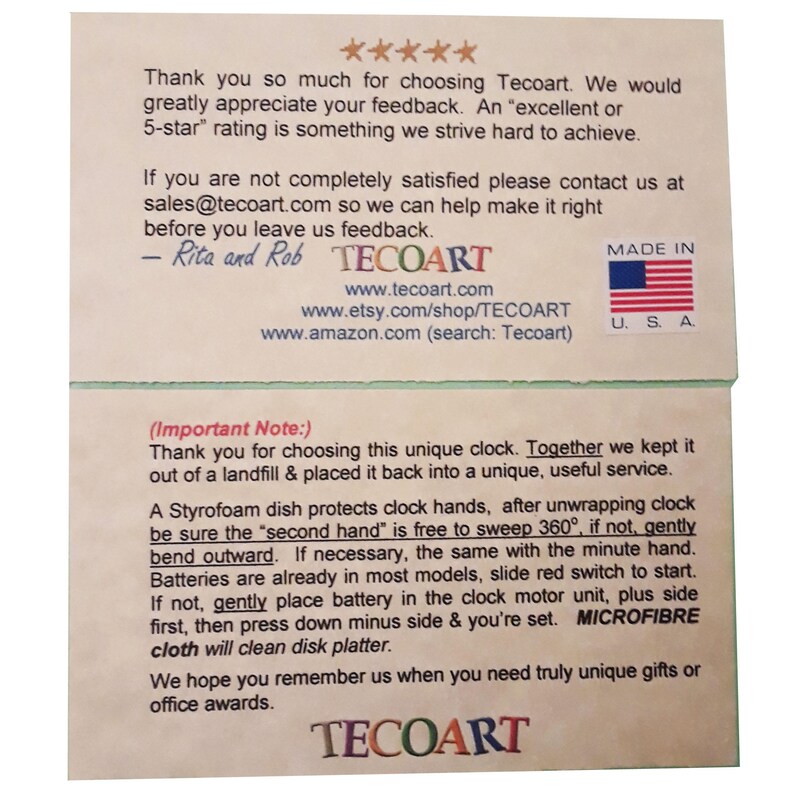 Thank you so much for choosing Tecoart. We would
greatly appreciate your feedback. An “excellent or
5-star” rating is something we strive hard to achieve.
If you are not completely satisfied please contact us at
sales@tecoart.com so we can help make it right
before you leave us feedback.
— Rita and Rob TECOART
MADE IN
U. S. A.
www.tecoart.com
www.etsy.com/shop/TECOART
www.amazon.com (search: Tecoart)
(Important Note:)
Thank you for choosing this unique clock. Together we kept it
out of a landfill & placed it back into a unique, useful service.
A Styrofoam dish protects clock hands, after unwrapping clock
be sure the “second hand” is free to sweep 360°, if not, gently
bend outward. If necessary, the same with the minute hand.
Batteries are already in most models, slide red switch to start.
If not, gently place battery in the clock motor unit, plus side
first, then press down minus side & you’re set. MICROFIBRE
cloth will clean disk platter.
We hope you remember us when you need truly unique gifts or
office awards.
TECOART